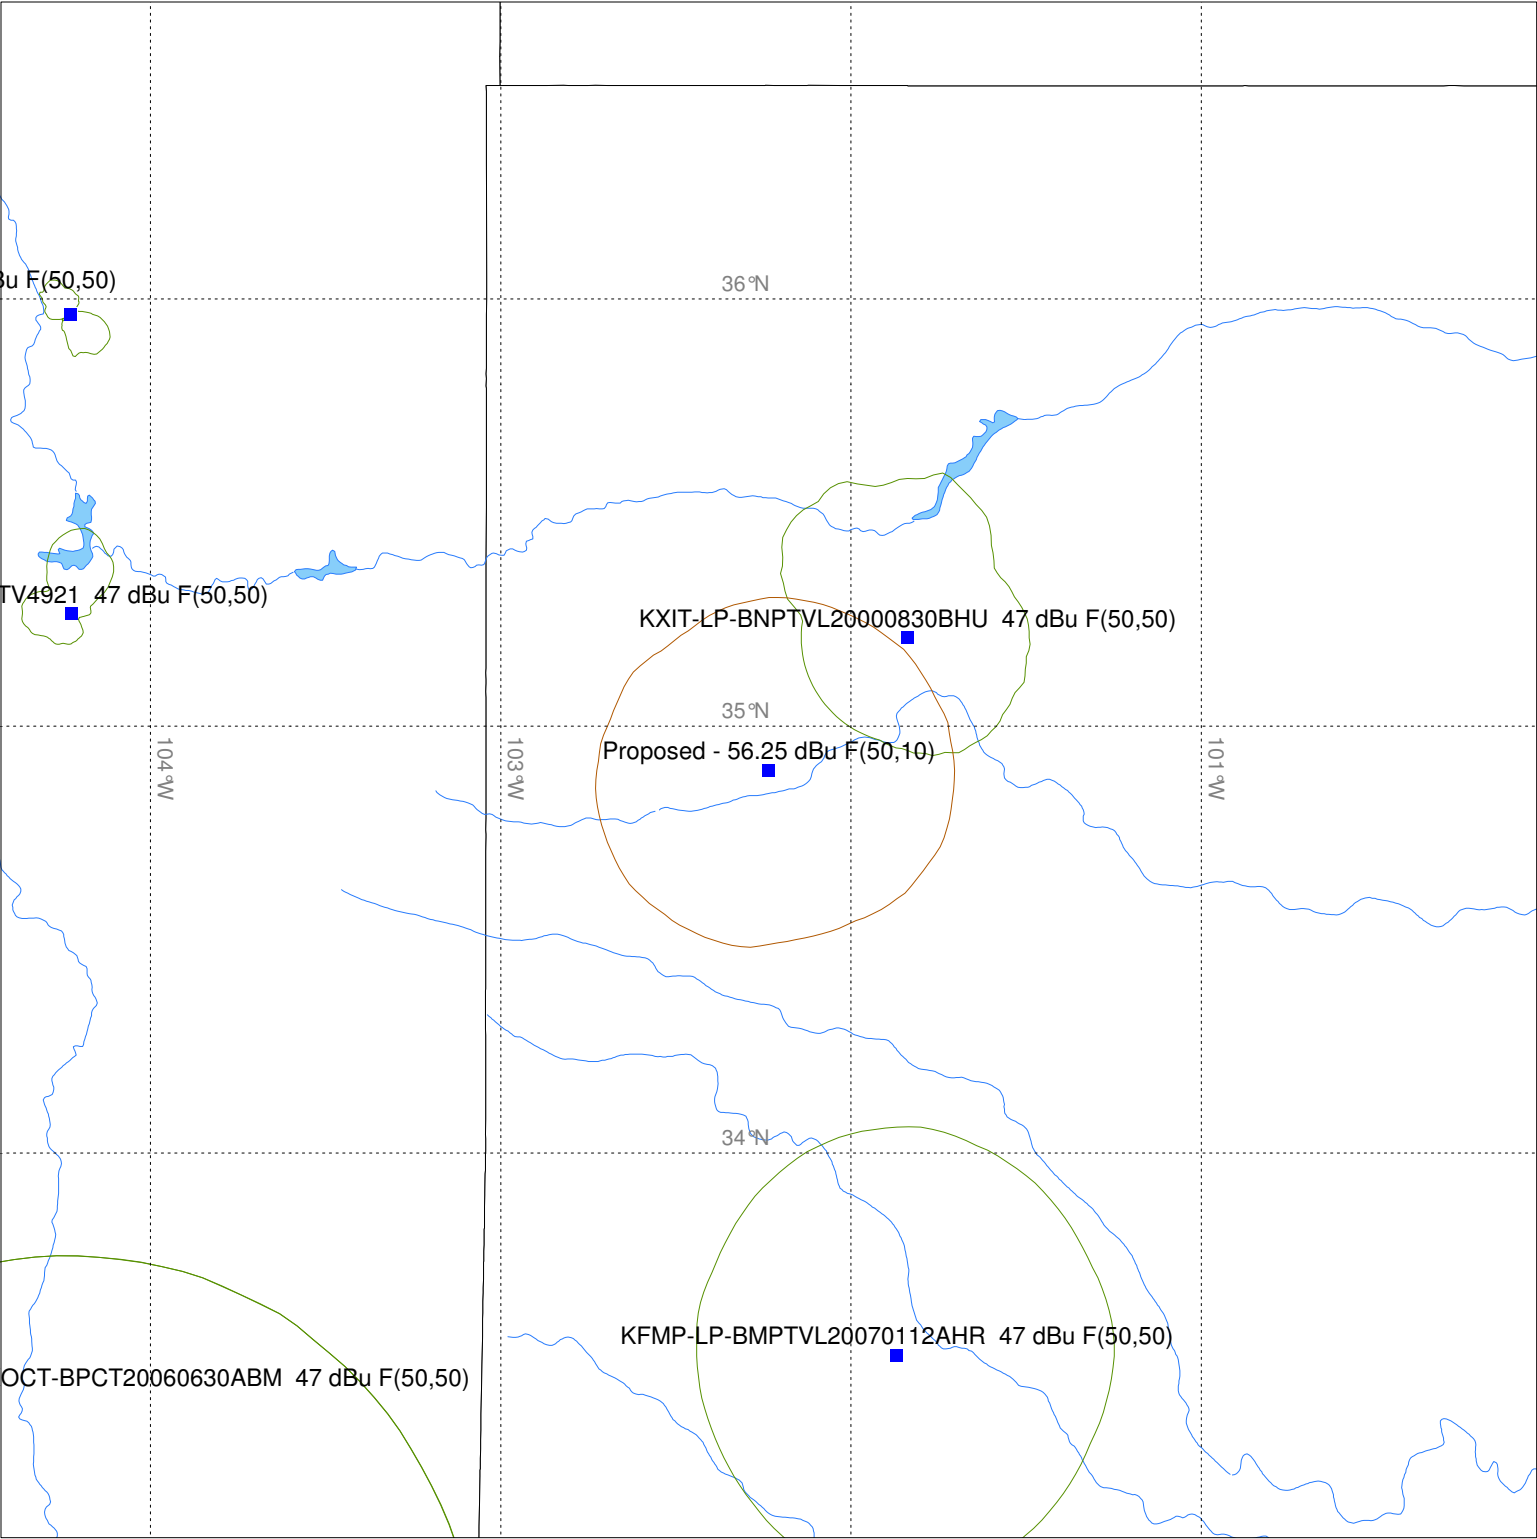 Bu F(50,50)
36°N
TV4921 47 dBu F(50,50)
KXIT-LP-BNPTVL20000830BHU 47 dBu F(50,50)
35°N
104°W
103°W
101°W
Proposed - 56.25 dBu F(50,10)
34°N
KFMP-LP-BMPTVL20070112AHR 47 dBu F(50,50)
OCT-BPCT20060630ABM 47 dBu F(50,50)